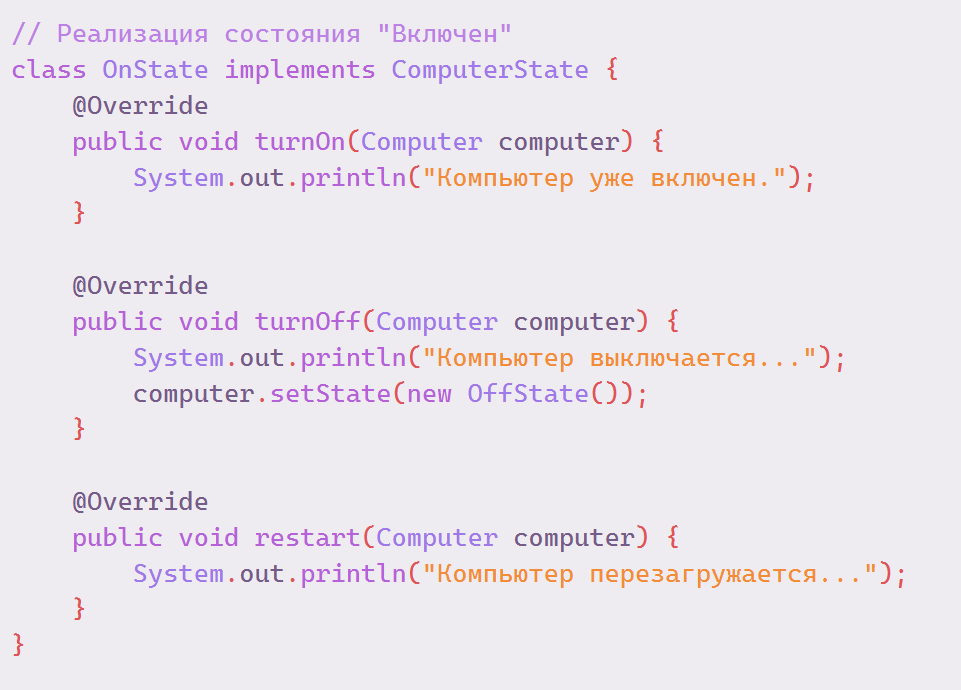 // Реализация состояния "Включен"
class OnState implements ComputerState {
    @Override
    public void turnOn(Computer computer) {
        System.out.println("Компьютер уже включен.");
    }

    @Override
    public void turnOff(Computer computer) {
        System.out.println("Компьютер выключается...");
        computer.setState(new OffState());
    }

    @Override
    public void restart(Computer computer) {
        System.out.println("Компьютер перезагружается...");
    }
}